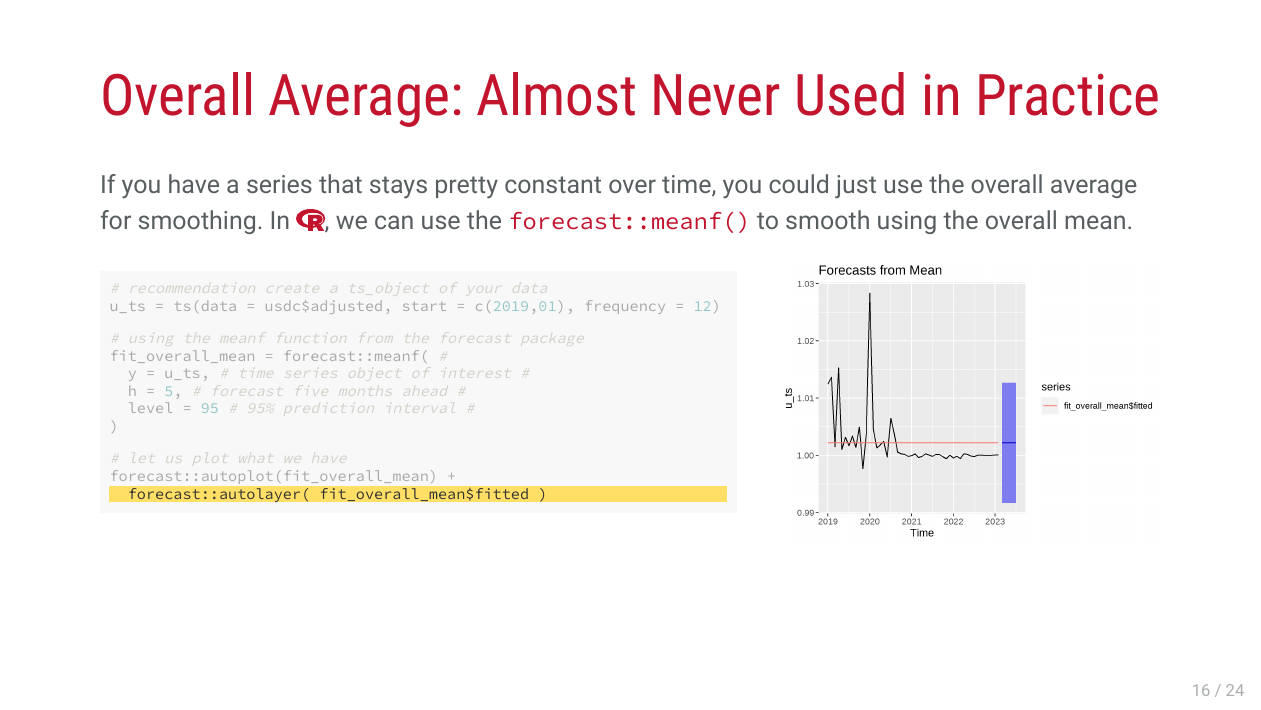 Overall Average: Almost Never Used in Practice
If you have a series that stays pretty constant over time, you could just use the overall average
for smoothing. In R, we can use the forecast::meanf() to smooth using the overall mean.
# recommendation create a ts_object of your data
u_ts = ts(data = usdc$adjusted, start = c(2019,01), frequency = 12)
# using the meanf function from the forecast package
fit_overall_mean = forecast::meanf( #
  y = u_ts, # time series object of interest #
  h = 5, # forecast five months ahead #
  level = 95 # 95% prediction interval #
)
# let us plot what we have
forecast::autoplot(fit_overall_mean) +
  forecast::autolayer( fit_overall_mean$fitted )
Forecasts from Mean
1.03
1.02
1.01
1.00
0.99
u_ts
2019 2020 2021 2022 2023
Time
series
fit_overall_mean$fitted
16 / 24